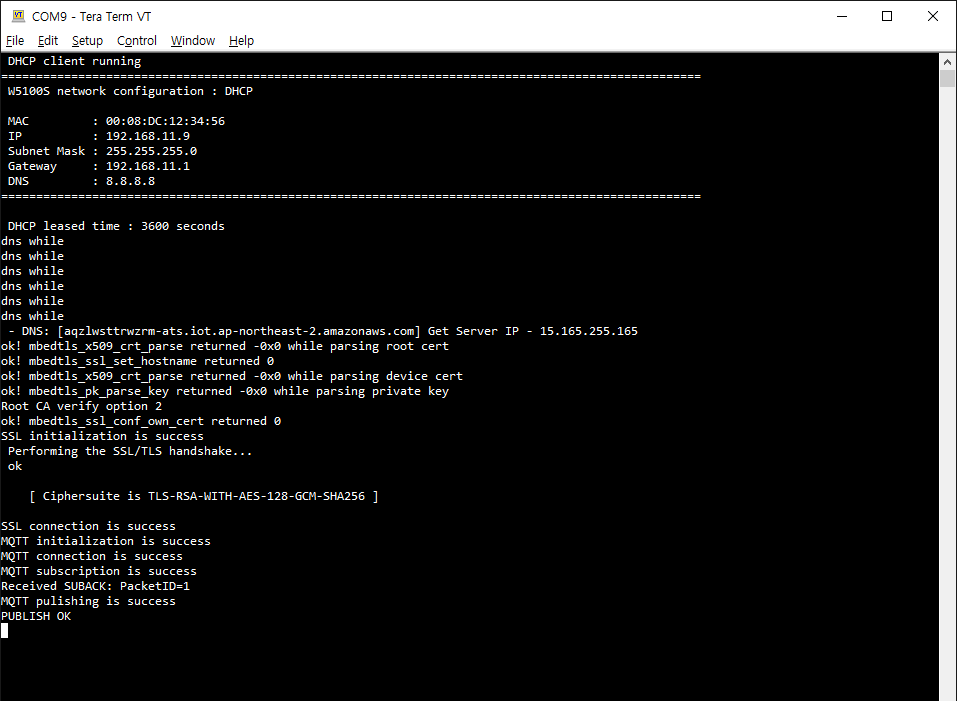 COM9 - Tera Term VT
File Edit Setup Control Window Help
DHCP client running
====================================================================================================
W5100S network configuration : DHCP
MAC         : 00:08:DC:12:34:56
IP          : 192.168.11.9
Subnet Mask : 255.255.255.0
Gateway     : 192.168.11.1
DNS         : 8.8.8.8
====================================================================================================
DHCP leased time : 3600 seconds
dns while
dns while
dns while
dns while
dns while
dns while
- DNS: [aqzlwsttrwzrm-ats.iot.ap-northeast-2.amazonaws.com] Get Server IP - 15.165.255.165
ok! mbedtls_x509_crt_parse returned -0x0 while parsing root cert
ok! mbedtls_ssl_set_hostname returned 0
ok! mbedtls_x509_crt_parse returned -0x0 while parsing device cert
ok! mbedtls_pk_parse_key returned -0x0 while parsing private key
Root CA verify option 2
ok! mbedtls_ssl_conf_own_cert returned 0
SSL initialization is success
Performing the SSL/TLS handshake...
ok
[ Ciphersuite is TLS-RSA-WITH-AES-128-GCM-SHA256 ]
SSL connection is success
MQTT initialization is success
MQTT connection is success
MQTT subscription is success
Received SUBACK: PacketID=1
MQTT pulishing is success
PUBLISH OK